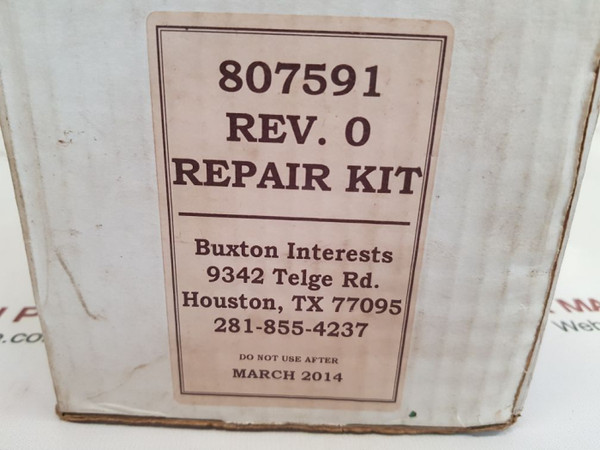 807591
REV. 0
REPAIR KIT
Buxton Interests
9342 Telge Rd.
Houston, TX 77095
281-855-4237
DO NOT USE AFTER
MARCH 2014